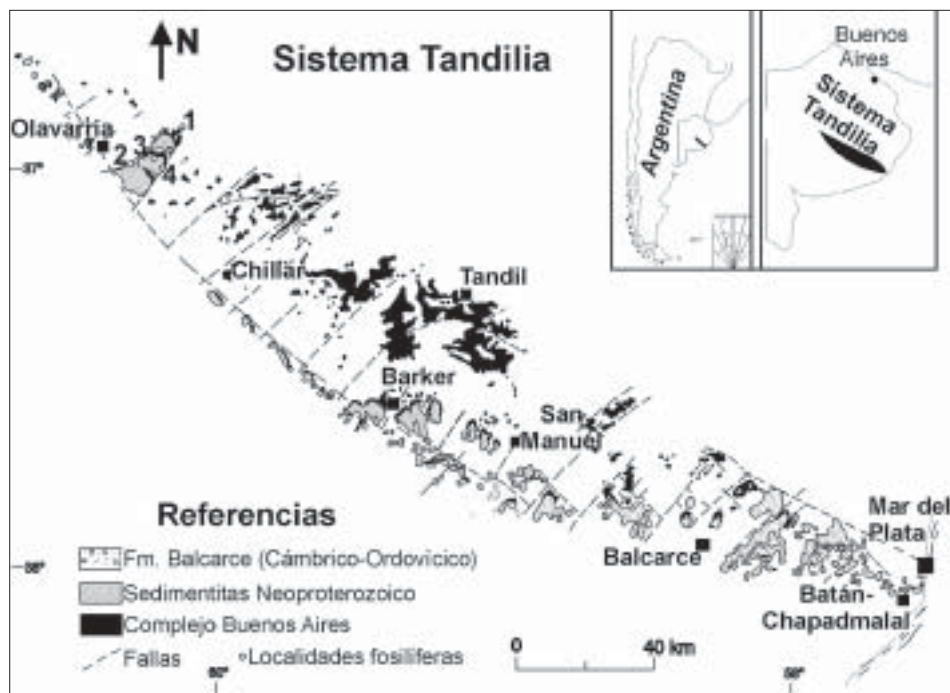 N
Sistema Tandilia
Buenos
Aires
Argentina
Sistema
Tandilia
Olavarría
1
2
3
4
37º
Chillar
Tandil
Barker
San
Manuel
Balcarce
Mar del
Plata
Batán-
Chapadmalal
Referencias
Fm. Balcarce (Cámbrico-Ordovícico)
Sedimentitas Neoproterozoico
Complejo Buenos Aires
Fallas
Localidades fosilíferas
0 40 km